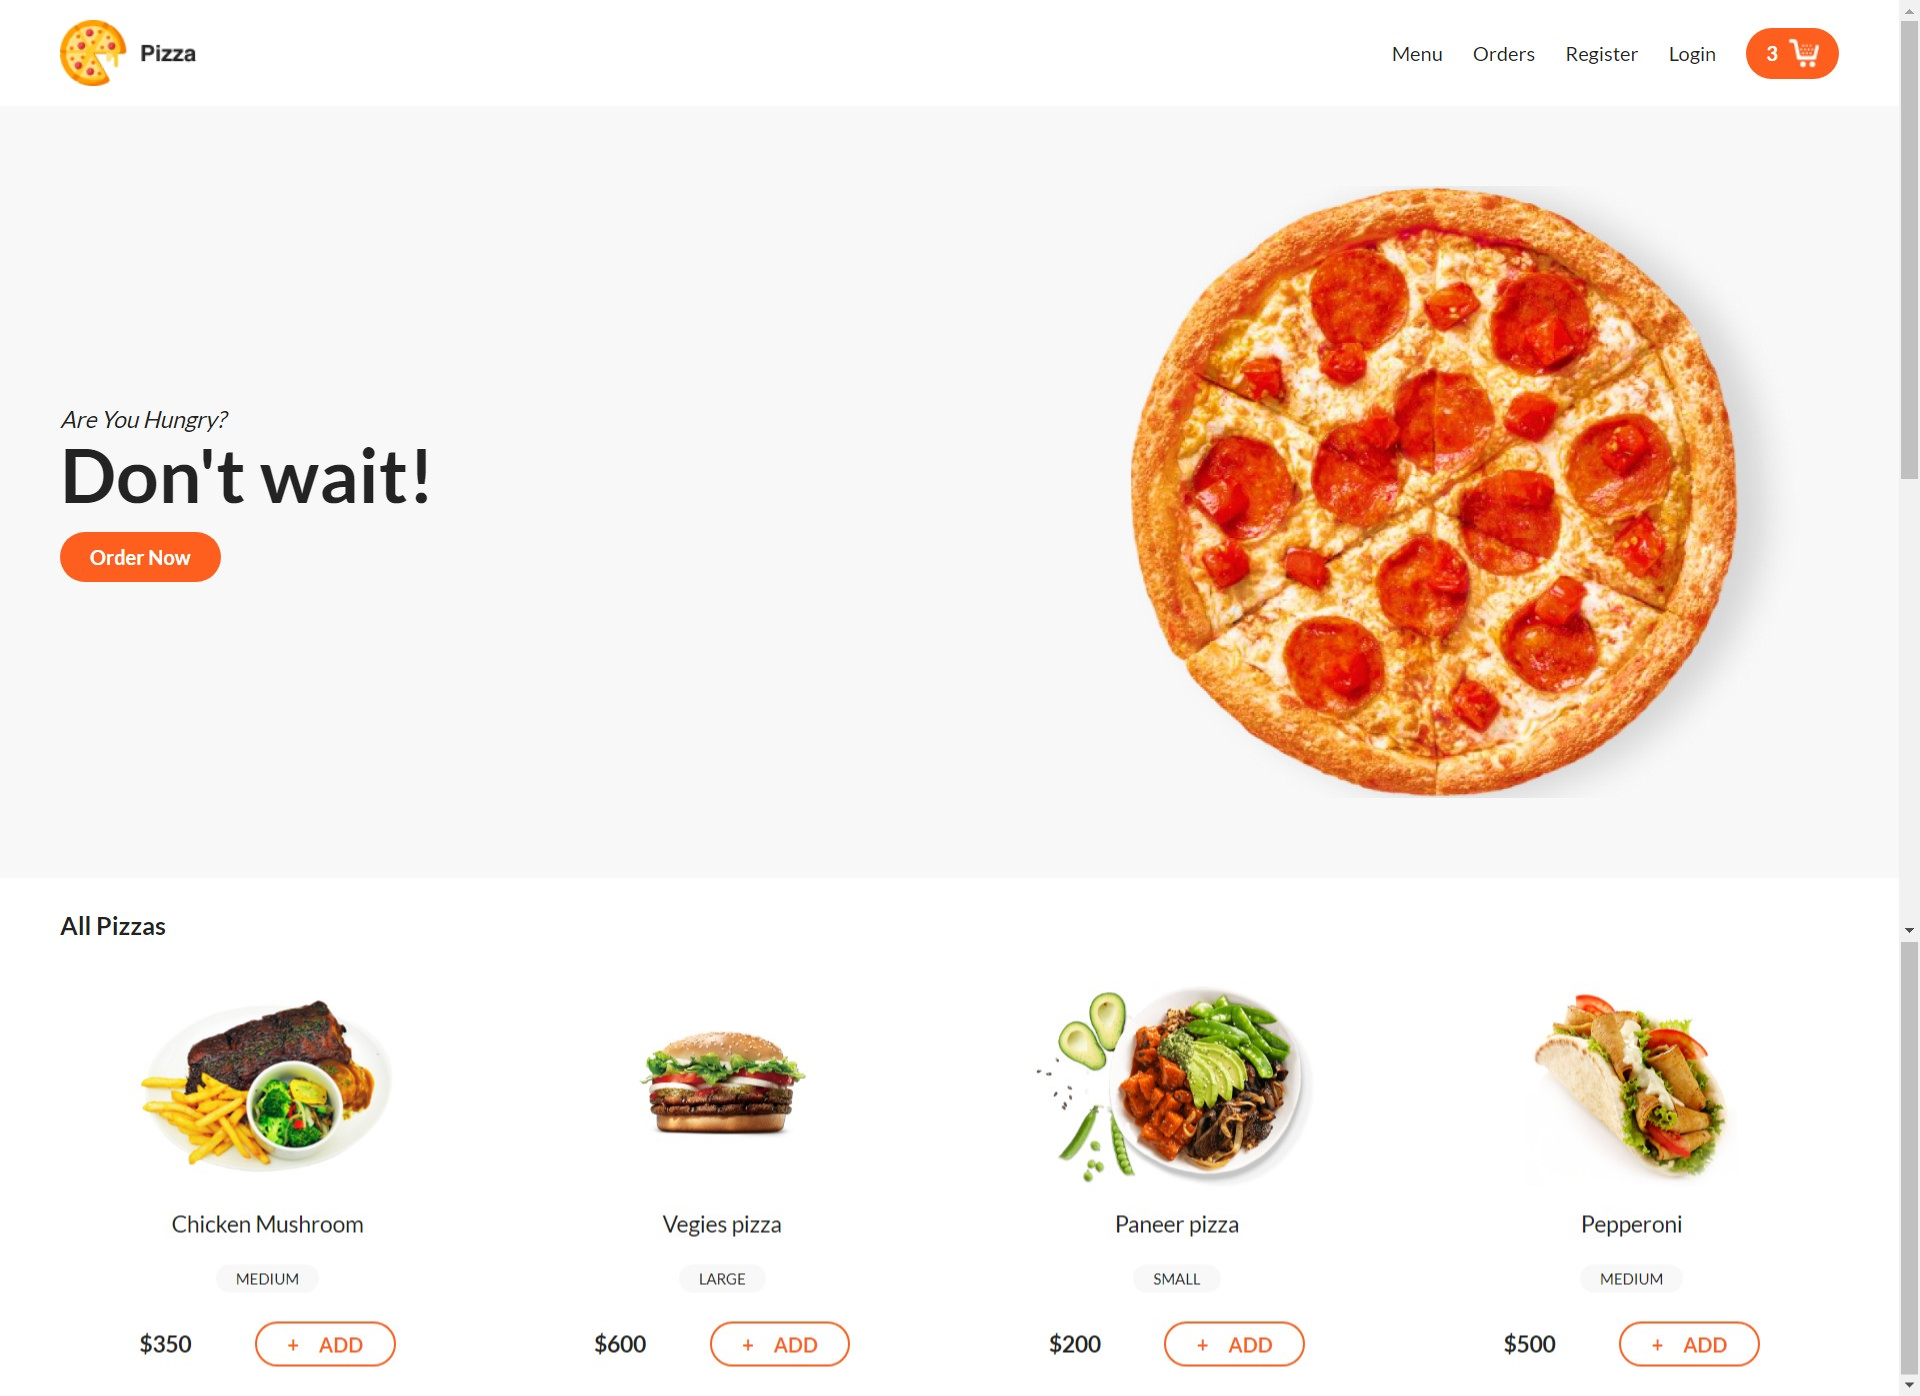 Pizza
Menu Orders Register Login 3
Are You Hungry?
Don't wait!
Order Now
All Pizzas
Chicken Mushroom
MEDIUM
$350 + ADD
Vegies pizza
LARGE
$600 + ADD
Paneer pizza
SMALL
$200 + ADD
Pepperoni
MEDIUM
$500 + ADD